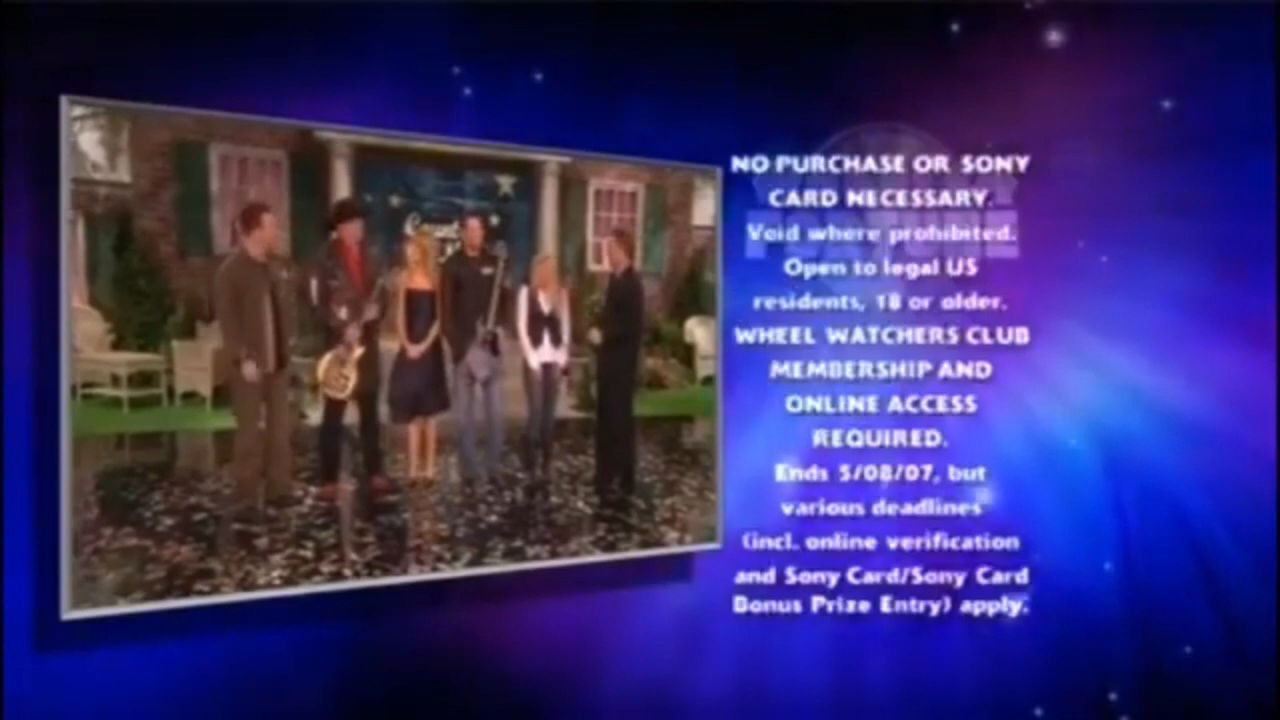 NO PURCHASE OR SONY
CARD NECESSARY.
Void where prohibited.
Open to legal US
residents, 18 or older.
WHEEL WATCHERS CLUB
MEMBERSHIP AND
ONLINE ACCESS
REQUIRED.
Ends 5/08/07, but
various deadlines
(incl. online verification
and Sony Card/Sony Card
Bonus Prize Entry) apply.